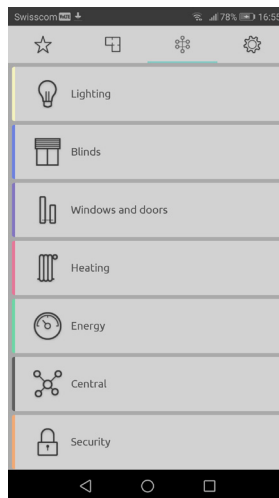 Swisscom 78% 16:55
Lighting
Blinds
Windows and doors
Heating
Energy
Central
Security